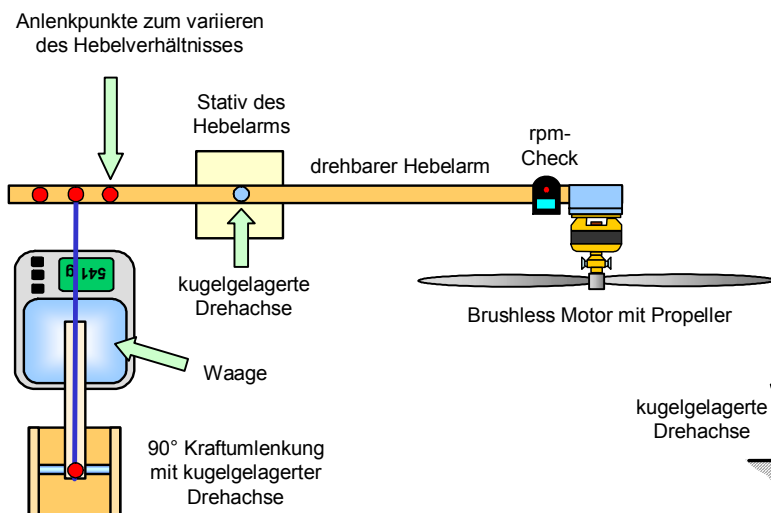 Anlenkpunkte zum variieren
des Hebelverhältnisses
Stativ des
Hebelarms
drehbarer Hebelarm
rpm-
Check
541 g
kugelgelagerte
Drehachse
Brushless Motor mit Propeller
Waage
kugelgelagerte
Drehachse
90° Kraftumlenkung
mit kugelgelagerter
Drehachse